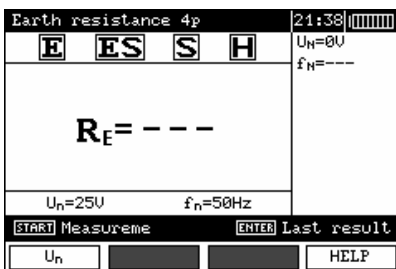 Earth resistance 4p 21:38
E ES S H
UN=0V
fN=---
RE= - - -
Un=25V fn=50Hz
START Measureme ENTER Last result
Un HELP